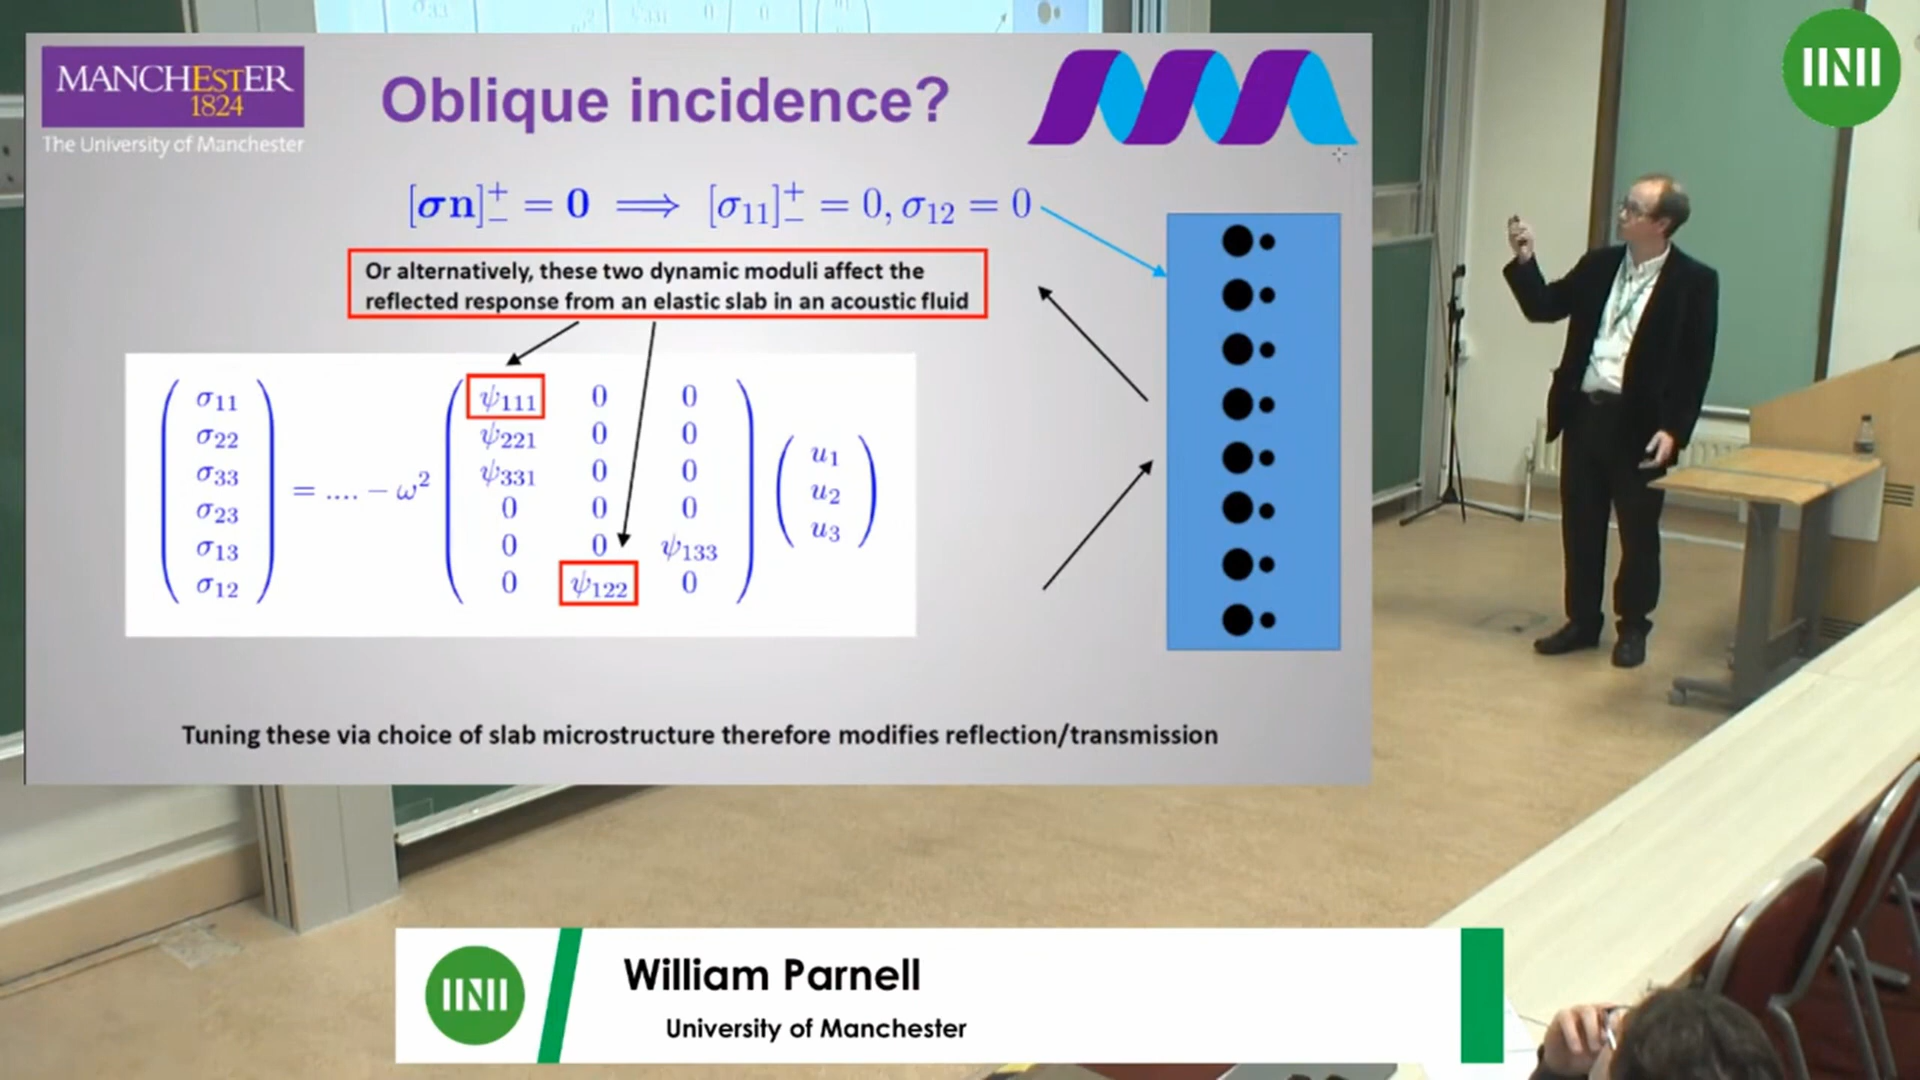 MANCHESTER
1824
The University of Manchester
Oblique incidence?
[σn]⁺₋ = 0 ⟹ [σ₁₁]⁺₋ = 0, σ₁₂ = 0
Or alternatively, these two dynamic moduli affect the
reflected response from an elastic slab in an acoustic fluid
σ₁₁ ψ₁₁₁ 0 0
σ₂₂ ψ₂₂₁ 0 0 u₁
σ₃₃ ψ₃₃₁ 0 0
= .... − ω² u₂
σ₂₃ 0 0 0
σ₁₃ 0 0 ψ₁₃₃ u₃
σ₁₂ 0 ψ₁₂₂ 0
Tuning these via choice of slab microstructure therefore modifies reflection/transmission
William Parnell
University of Manchester